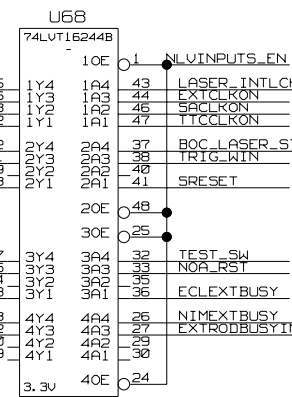 U68
74LVT16244B
-
1OE 1 NLVINPUTS_EN
1Y4 1A4 43 LASER_INTLCK
1Y3 1A3 44 EXTCLKON
1Y2 1A2 46 SACLKON
1Y1 1A1 47 TTCCLKON
2Y4 2A4 37 BOC_LASER_ST
2Y3 2A3 38 TRIG_WIN
2Y2 2A2 40
2Y1 2A1 41 SRESET
2OE 48
3OE 25
3Y4 3A4 32 TEST_SW
3Y3 3A3 33 NOA_RST
3Y2 3A2 35
3Y1 3A1 36 ECLEXTBUSY
4Y4 4A4 26 NIMEXTBUSY
4Y3 4A3 27 EXTRODBUSYIN
4Y2 4A2 29
4Y1 4A1 30
4OE 24
3.3V